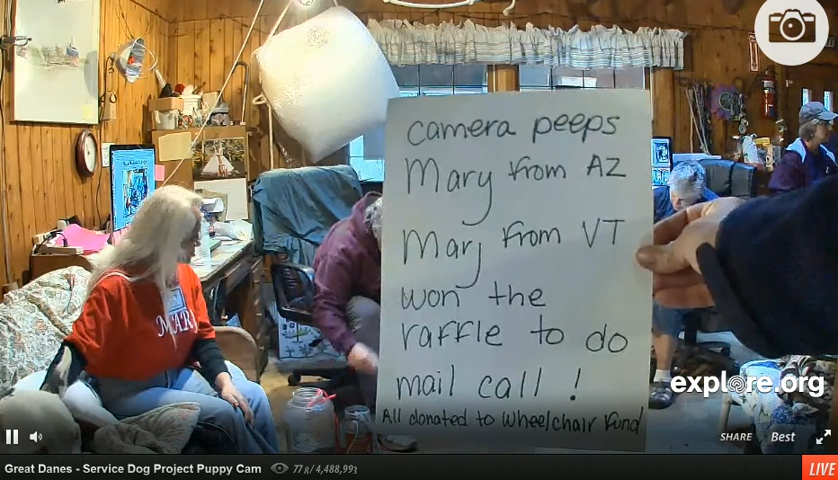 camera peeps
Mary from AZ
Mary from VT
won the
raffle to do
mail call !
All donated to wheelchair fund
MCAR
explore.org
SHARE
Best
Great Danes - Service Dog Project Puppy Cam
LIVE